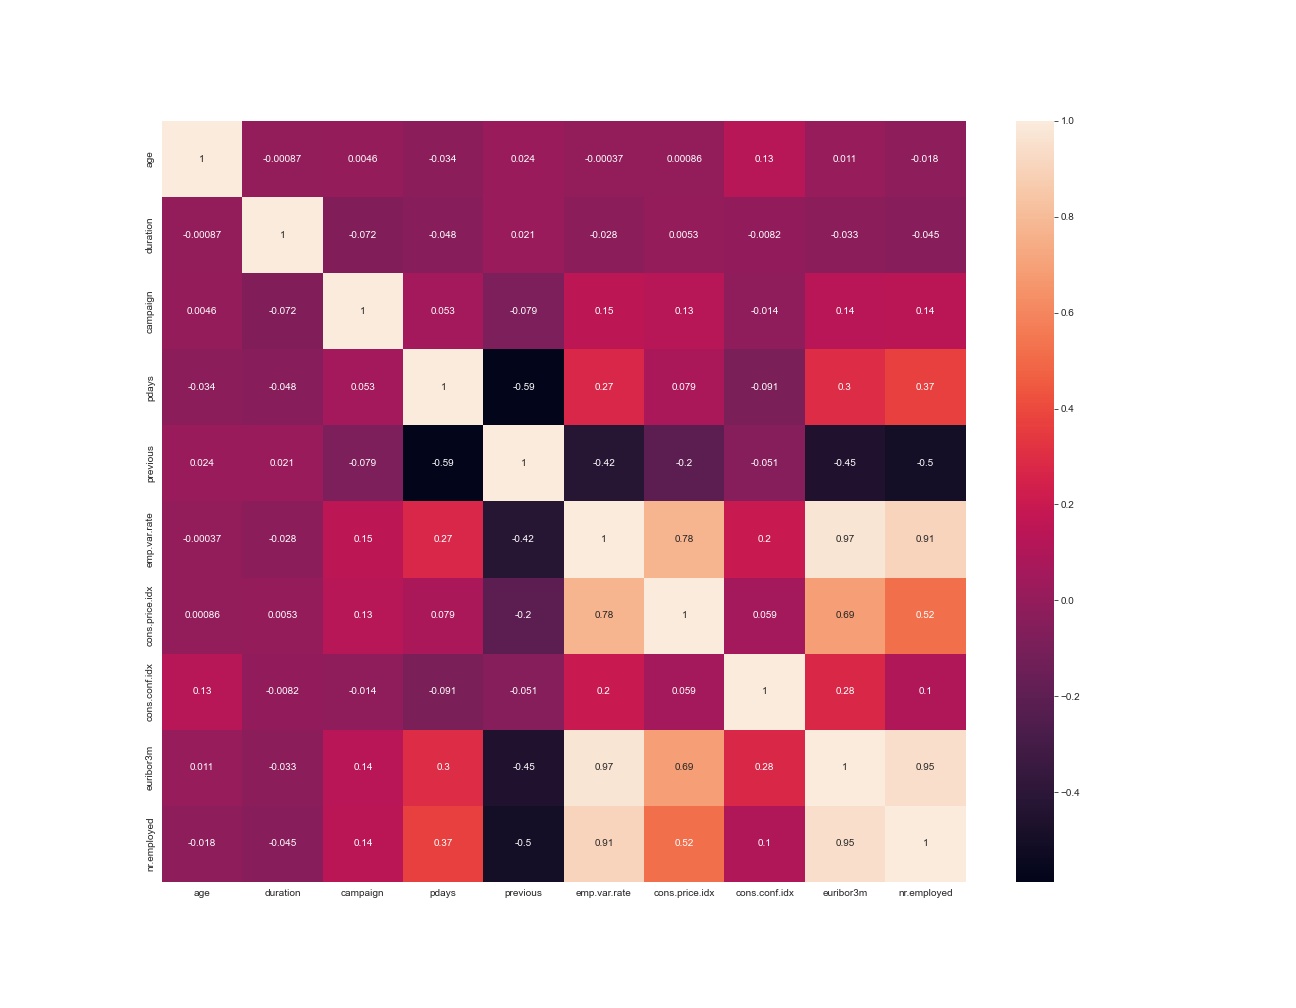 age 1 -0.00087 0.0046 -0.034 0.024 -0.00037 0.00086 0.13 0.011 -0.018
duration -0.00087 1 -0.072 -0.048 0.021 -0.028 0.0053 -0.0082 -0.033 -0.045
campaign 0.0046 -0.072 1 0.053 -0.079 0.15 0.13 -0.014 0.14 0.14
pdays -0.034 -0.048 0.053 1 -0.59 0.27 0.079 -0.091 0.3 0.37
previous 0.024 0.021 -0.079 -0.59 1 -0.42 -0.2 -0.051 -0.45 -0.5
emp.var.rate -0.00037 -0.028 0.15 0.27 -0.42 1 0.78 0.2 0.97 0.91
cons.price.idx 0.00086 0.0053 0.13 0.079 -0.2 0.78 1 0.059 0.69 0.52
cons.conf.idx 0.13 -0.0082 -0.014 -0.091 -0.051 0.2 0.059 1 0.28 0.1
euribor3m 0.011 -0.033 0.14 0.3 -0.45 0.97 0.69 0.28 1 0.95
nr.employed -0.018 -0.045 0.14 0.37 -0.5 0.91 0.52 0.1 0.95 1
age duration campaign pdays previous emp.var.rate cons.price.idx cons.conf.idx euribor3m nr.employed
1.0
0.8
0.6
0.4
0.2
0.0
−0.2
−0.4